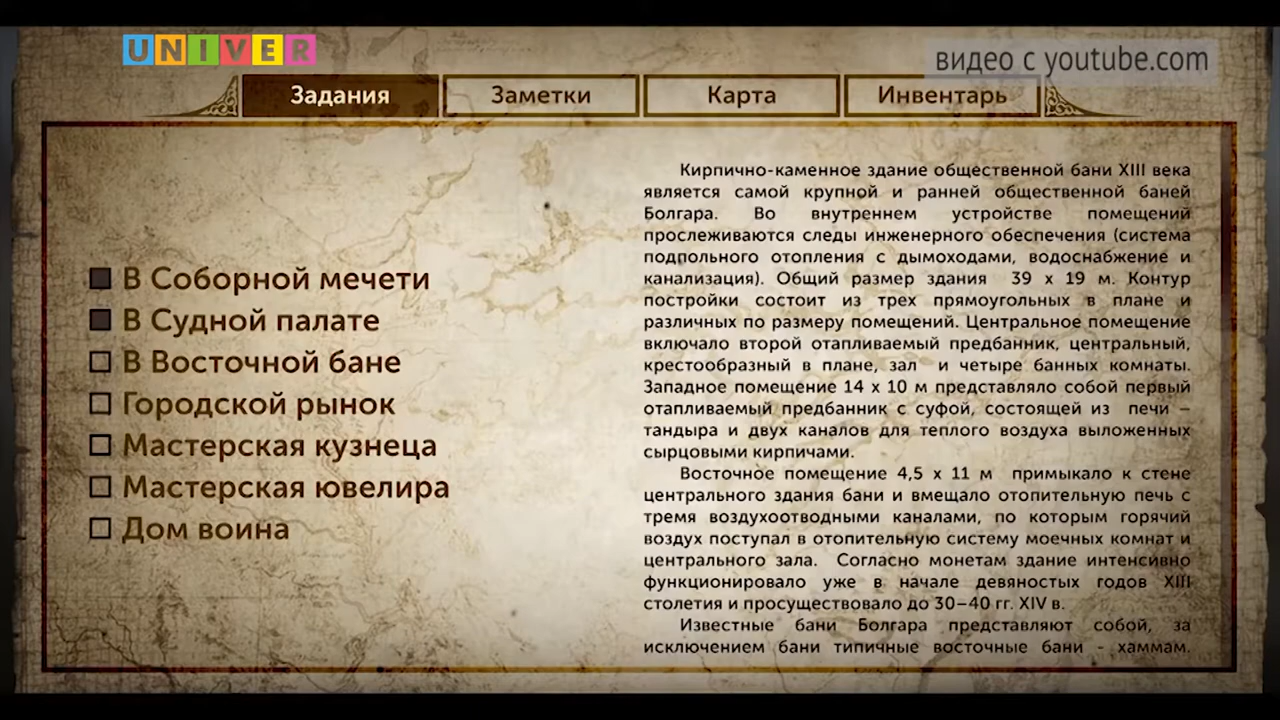 UNIVER
видео с youtube.com
Задания
Заметки
Карта
Инвентарь
В Соборной мечети
В Судной палате
В Восточной бане
Городской рынок
Мастерская кузнеца
Мастерская ювелира
Дом воина
Кирпично-каменное здание общественной бани XIII века
является самой крупной и ранней общественной баней
Болгара. Во внутреннем устройстве помещений
прослеживаются следы инженерного обеспечения (система
подпольного отопления с дымоходами, водоснабжение и
канализация). Общий размер здания 39 х 19 м. Контур
постройки состоит из трех прямоугольных в плане и
различных по размеру помещений. Центральное помещение
включало второй отапливаемый предбанник, центральный,
крестообразный в плане, зал и четыре банных комнаты.
Западное помещение 14 х 10 м представляло собой первый
отапливаемый предбанник с суфой, состоящей из печи –
тандыра и двух каналов для теплого воздуха выложенных
сырцовыми кирпичами.
Восточное помещение 4,5 х 11 м примыкало к стене
центрального здания бани и вмещало отопительную печь с
тремя воздухоотводными каналами, по которым горячий
воздух поступал в отопительную систему моечных комнат и
центрального зала. Согласно монетам здание интенсивно
функционировало уже в начале девяностых годов XIII
столетия и просуществовало до 30–40 гг. XIV в.
Известные бани Болгара представляют собой, за
исключением бани типичные восточные бани - хаммам.